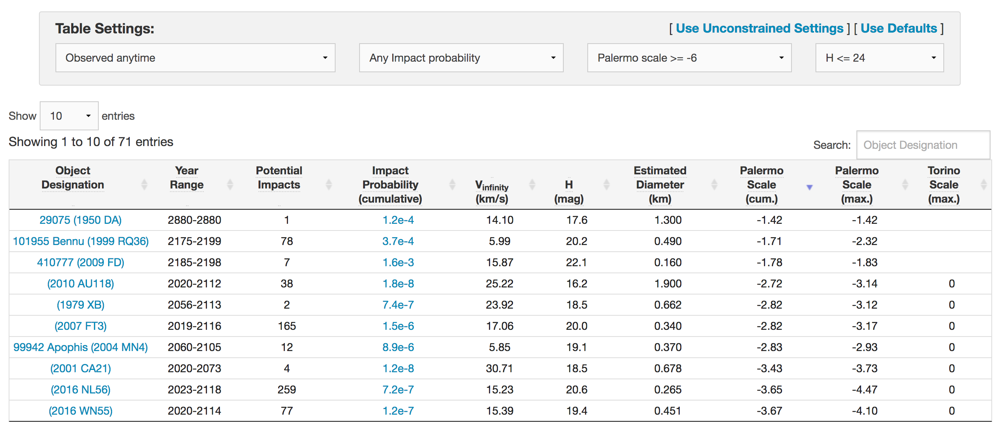 Table Settings: [ Use Unconstrained Settings ] [ Use Defaults ]
Observed anytime Any Impact probability Palermo scale >= -6 H <= 24
Show 10 entries
Showing 1 to 10 of 71 entries
Search: Object Designation
Object Designation Year Range Potential Impacts Impact Probability (cumulative) Vinfinity (km/s) H (mag) Estimated Diameter (km) Palermo Scale (cum.) Palermo Scale (max.) Torino Scale (max.)
29075 (1950 DA) 2880-2880 1 1.2e-4 14.10 17.6 1.300 -1.42 -1.42
101955 Bennu (1999 RQ36) 2175-2199 78 3.7e-4 5.99 20.2 0.490 -1.71 -2.32
410777 (2009 FD) 2185-2198 7 1.6e-3 15.87 22.1 0.160 -1.78 -1.83
(2010 AU118) 2020-2112 38 1.8e-8 25.22 16.2 1.900 -2.72 -3.14 0
(1979 XB) 2056-2113 2 7.4e-7 23.92 18.5 0.662 -2.82 -3.12 0
(2007 FT3) 2019-2116 165 1.5e-6 17.06 20.0 0.340 -2.82 -3.17 0
99942 Apophis (2004 MN4) 2060-2105 12 8.9e-6 5.85 19.1 0.370 -2.83 -2.93 0
(2001 CA21) 2020-2073 4 1.2e-8 30.71 18.5 0.678 -3.43 -3.73 0
(2016 NL56) 2023-2118 259 7.2e-7 15.23 20.6 0.265 -3.65 -4.47 0
(2016 WN55) 2020-2114 77 1.2e-7 15.39 19.4 0.451 -3.67 -4.10 0